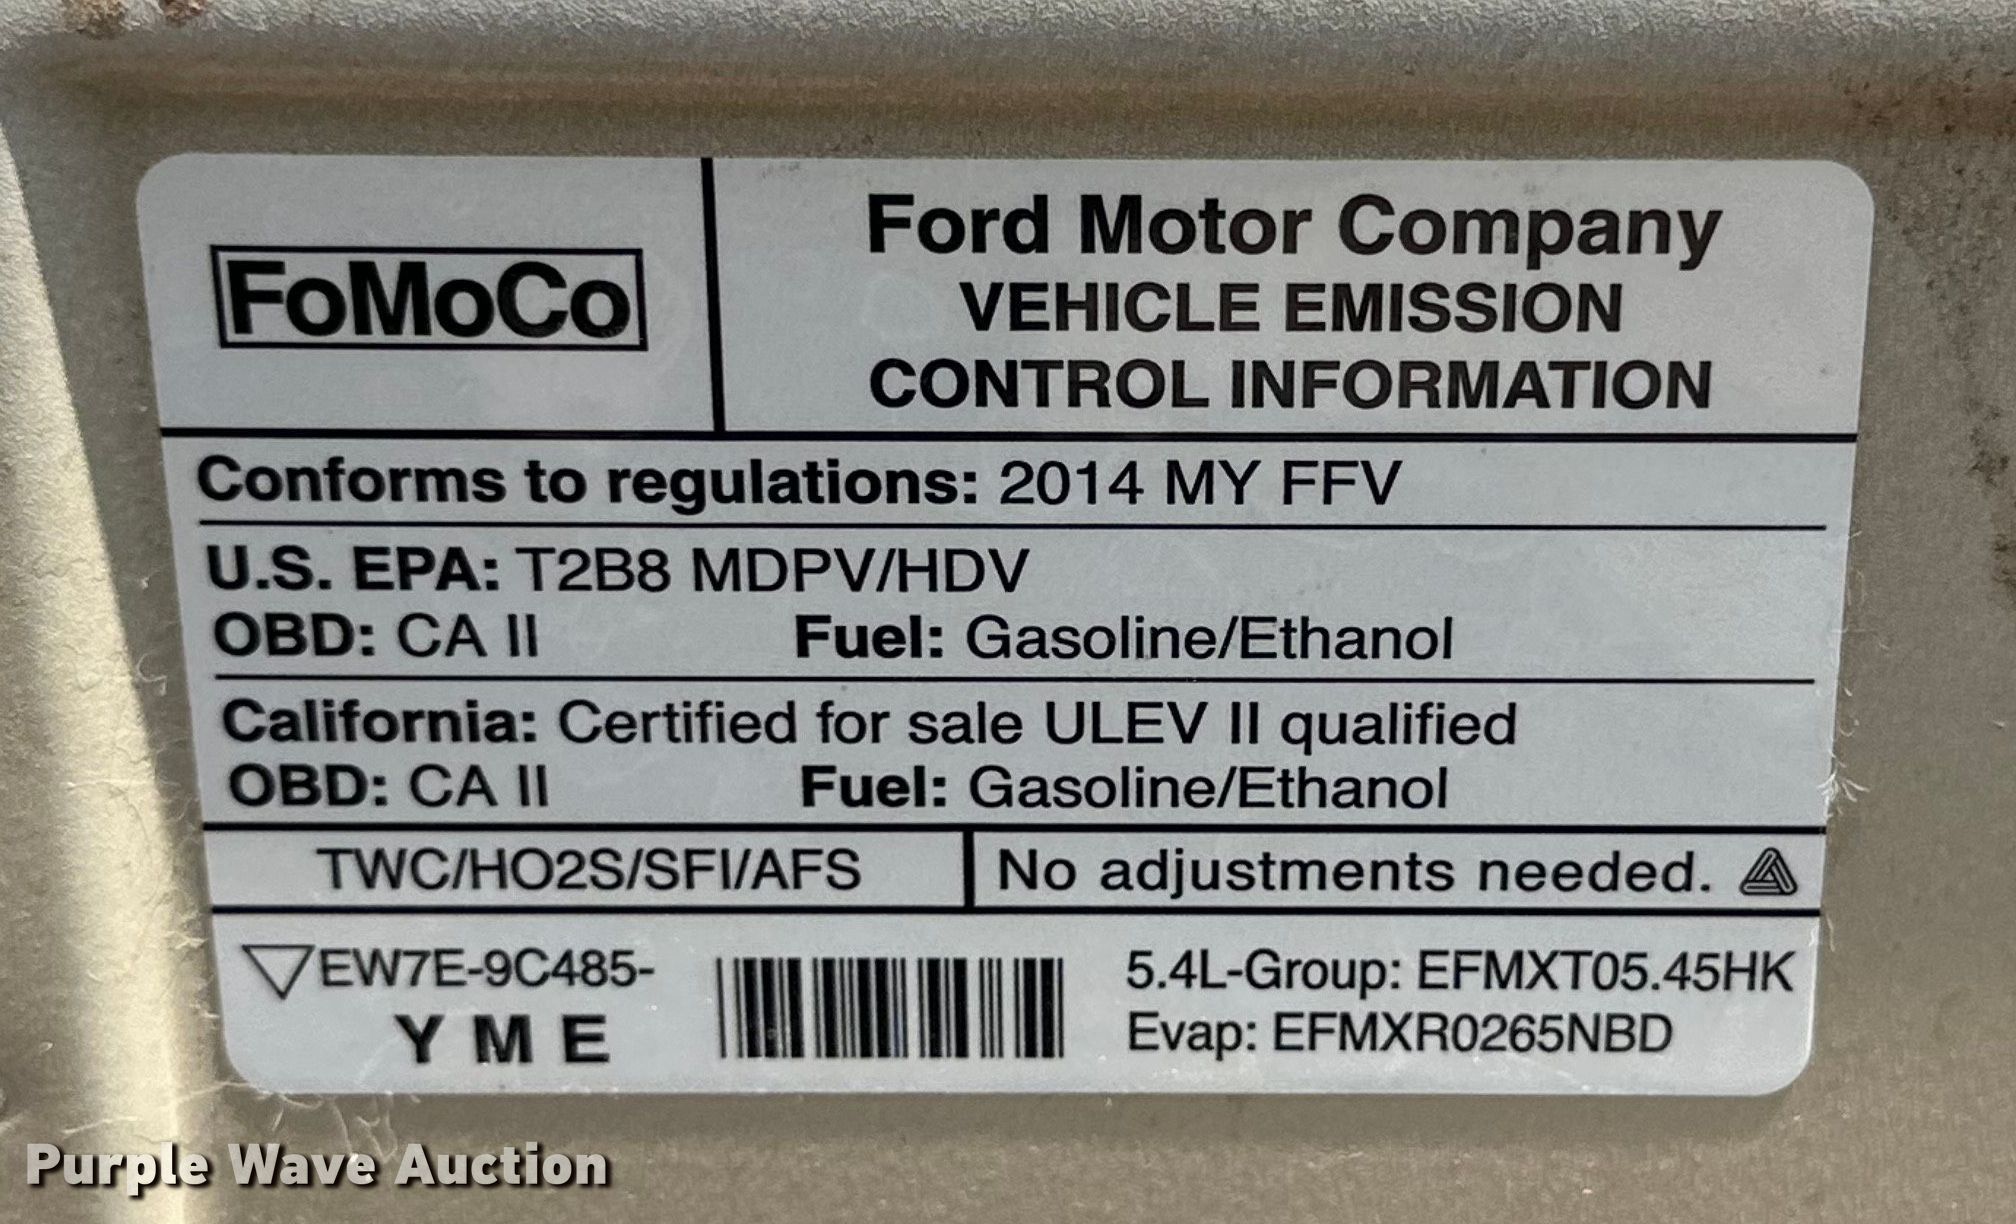 FoMoCo
Ford Motor Company
VEHICLE EMISSION
CONTROL INFORMATION
Conforms to regulations: 2014 MY FFV
U.S. EPA: T2B8 MDPV/HDV
OBD: CA II Fuel: Gasoline/Ethanol
California: Certified for sale ULEV II qualified
OBD: CA II Fuel: Gasoline/Ethanol
TWC/HO2S/SFI/AFS
No adjustments needed.
EW7E-9C485-
Y M E
5.4L-Group: EFMXT05.45HK
Evap: EFMXR0265NBD
Purple Wave Auction